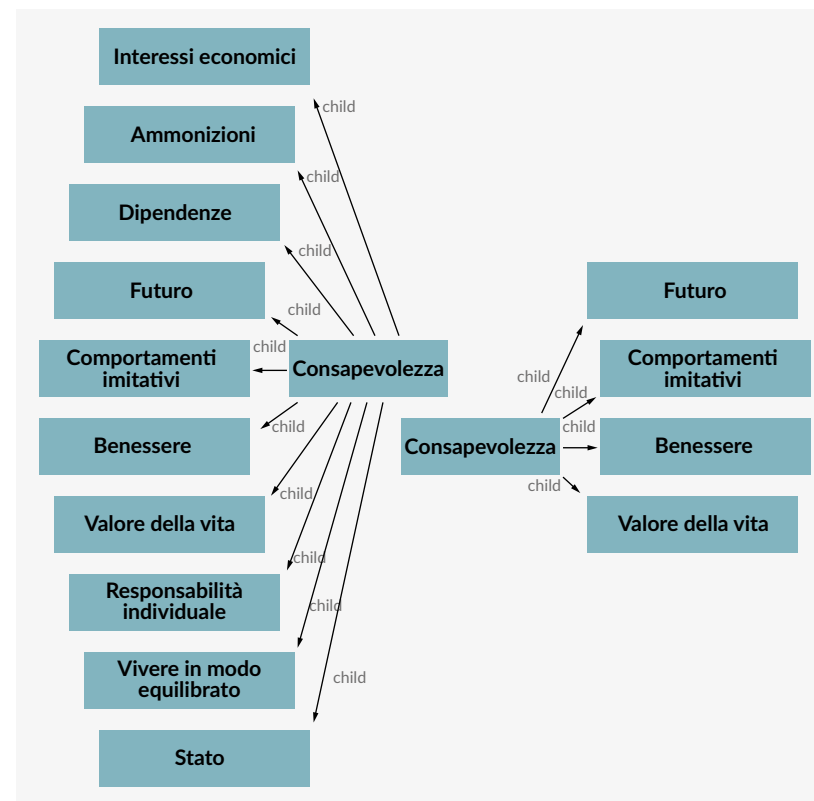 Interessi economici
child
Ammonizioni
child
Dipendenze
child
Futuro
child
Comportamenti
imitativi
child
Consapevolezza
Benessere
child
Valore della vita
child
Responsabilità
individuale
child
Vivere in modo
equilibrato
child
Stato
child
Futuro
child
Comportamenti
imitativi
child
Consapevolezza
child
Benessere
child
Valore della vita